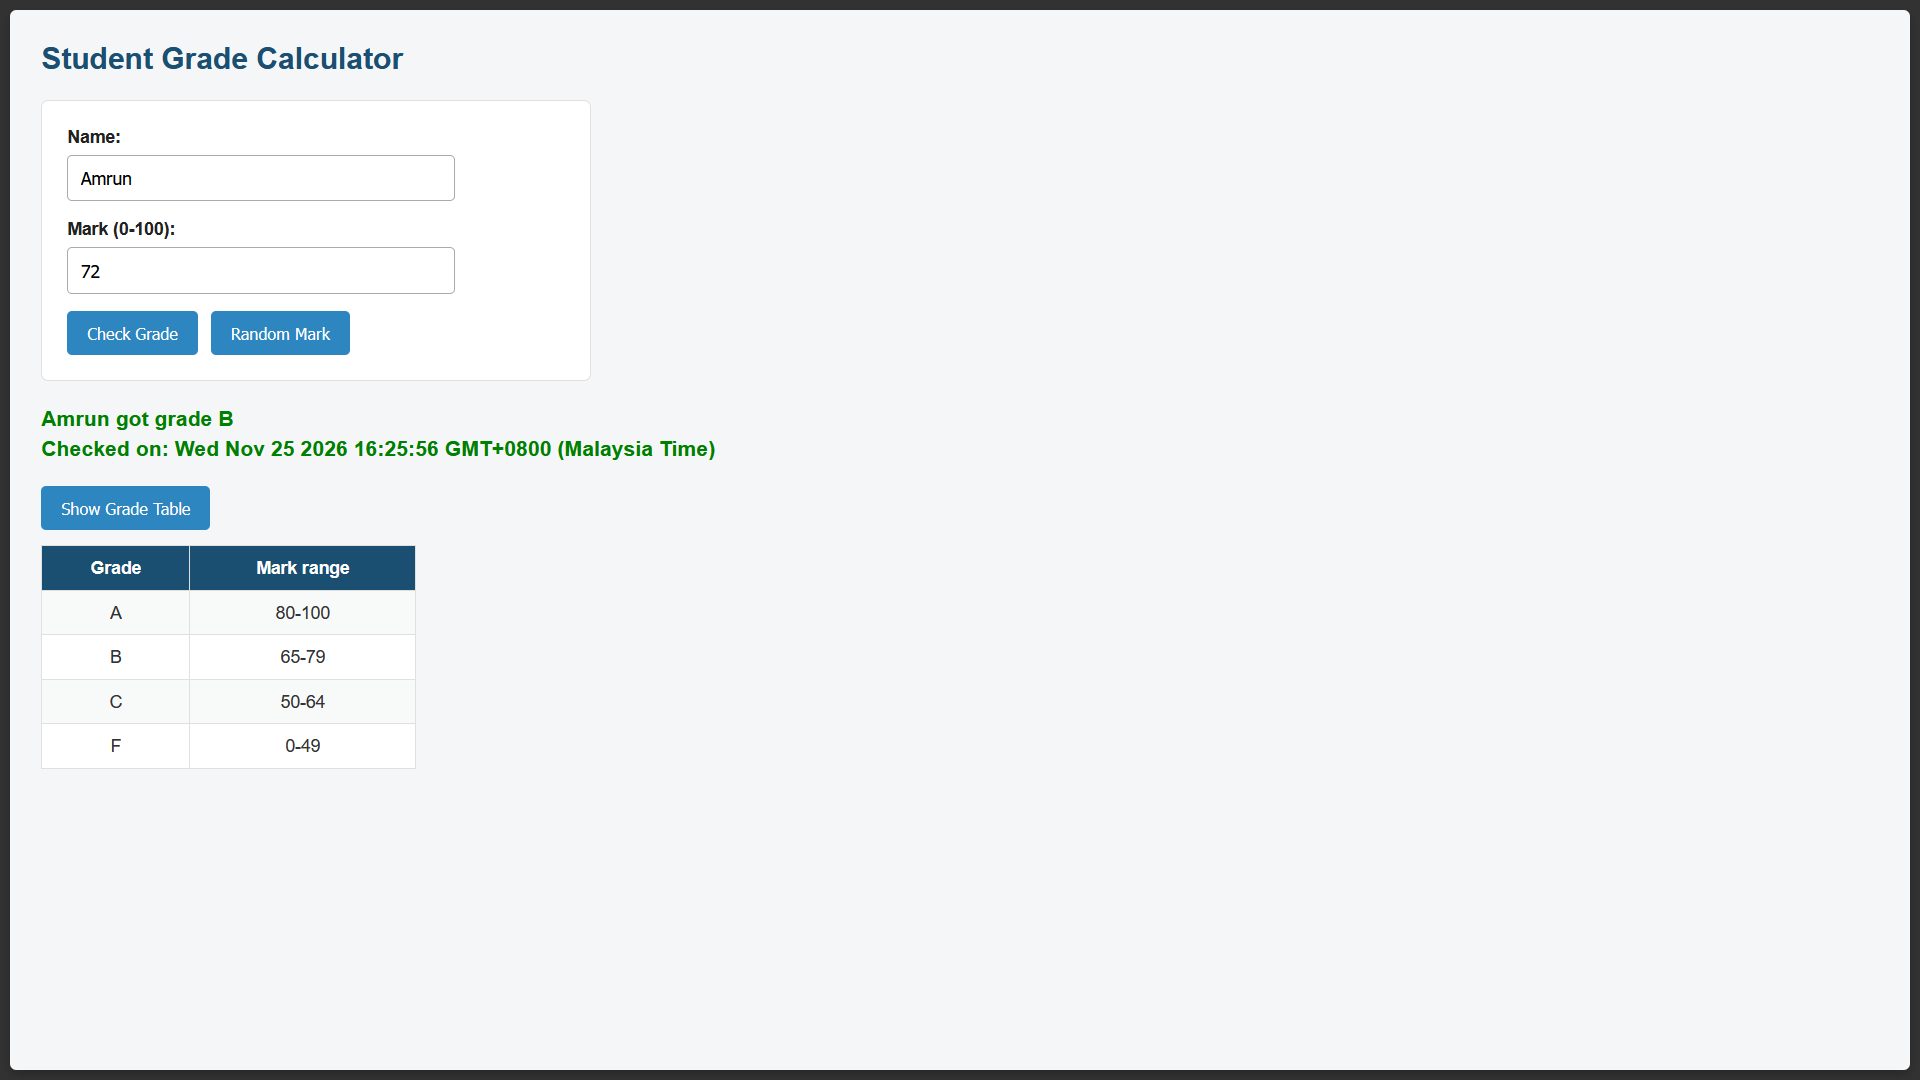 Student Grade Calculator
Name:
Amrun
Mark (0-100):
72
Check Grade Random Mark
Amrun got grade B
Checked on: Wed Nov 25 2026 16:25:56 GMT+0800 (Malaysia Time)
Show Grade Table
Grade Mark range
A 80-100
B 65-79
C 50-64
F 0-49